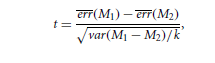 t = \frac{\overline{err}(M_1) - \overline{err}(M_2)}{\sqrt{var(M_1 - M_2)/k}},